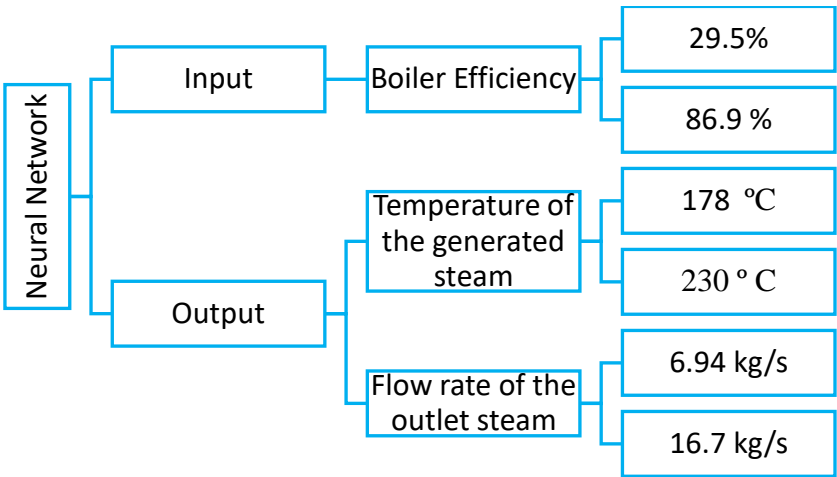 Neural Network
Input
Boiler Efficiency
29.5%
86.9 %
Output
Temperature of
the generated
steam
178 ºC
230 º C
Flow rate of the
outlet steam
6.94 kg/s
16.7 kg/s